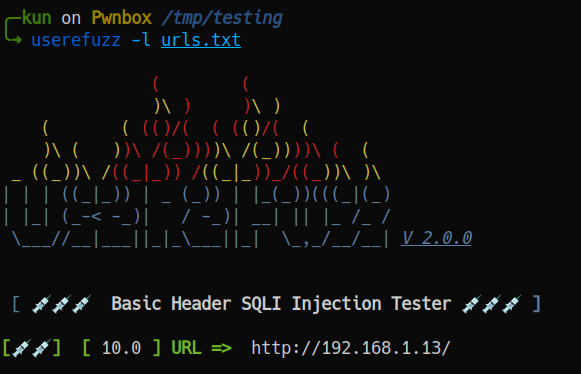 kun on Pwnbox /tmp/testing
userefuzz -l urls.txt
V 2.0.0
[ 💉💉💉 Basic Header SQLI Injection Tester 💉💉💉 ]
[💉💉] [ 10.0 ] URL => http://192.168.1.13/